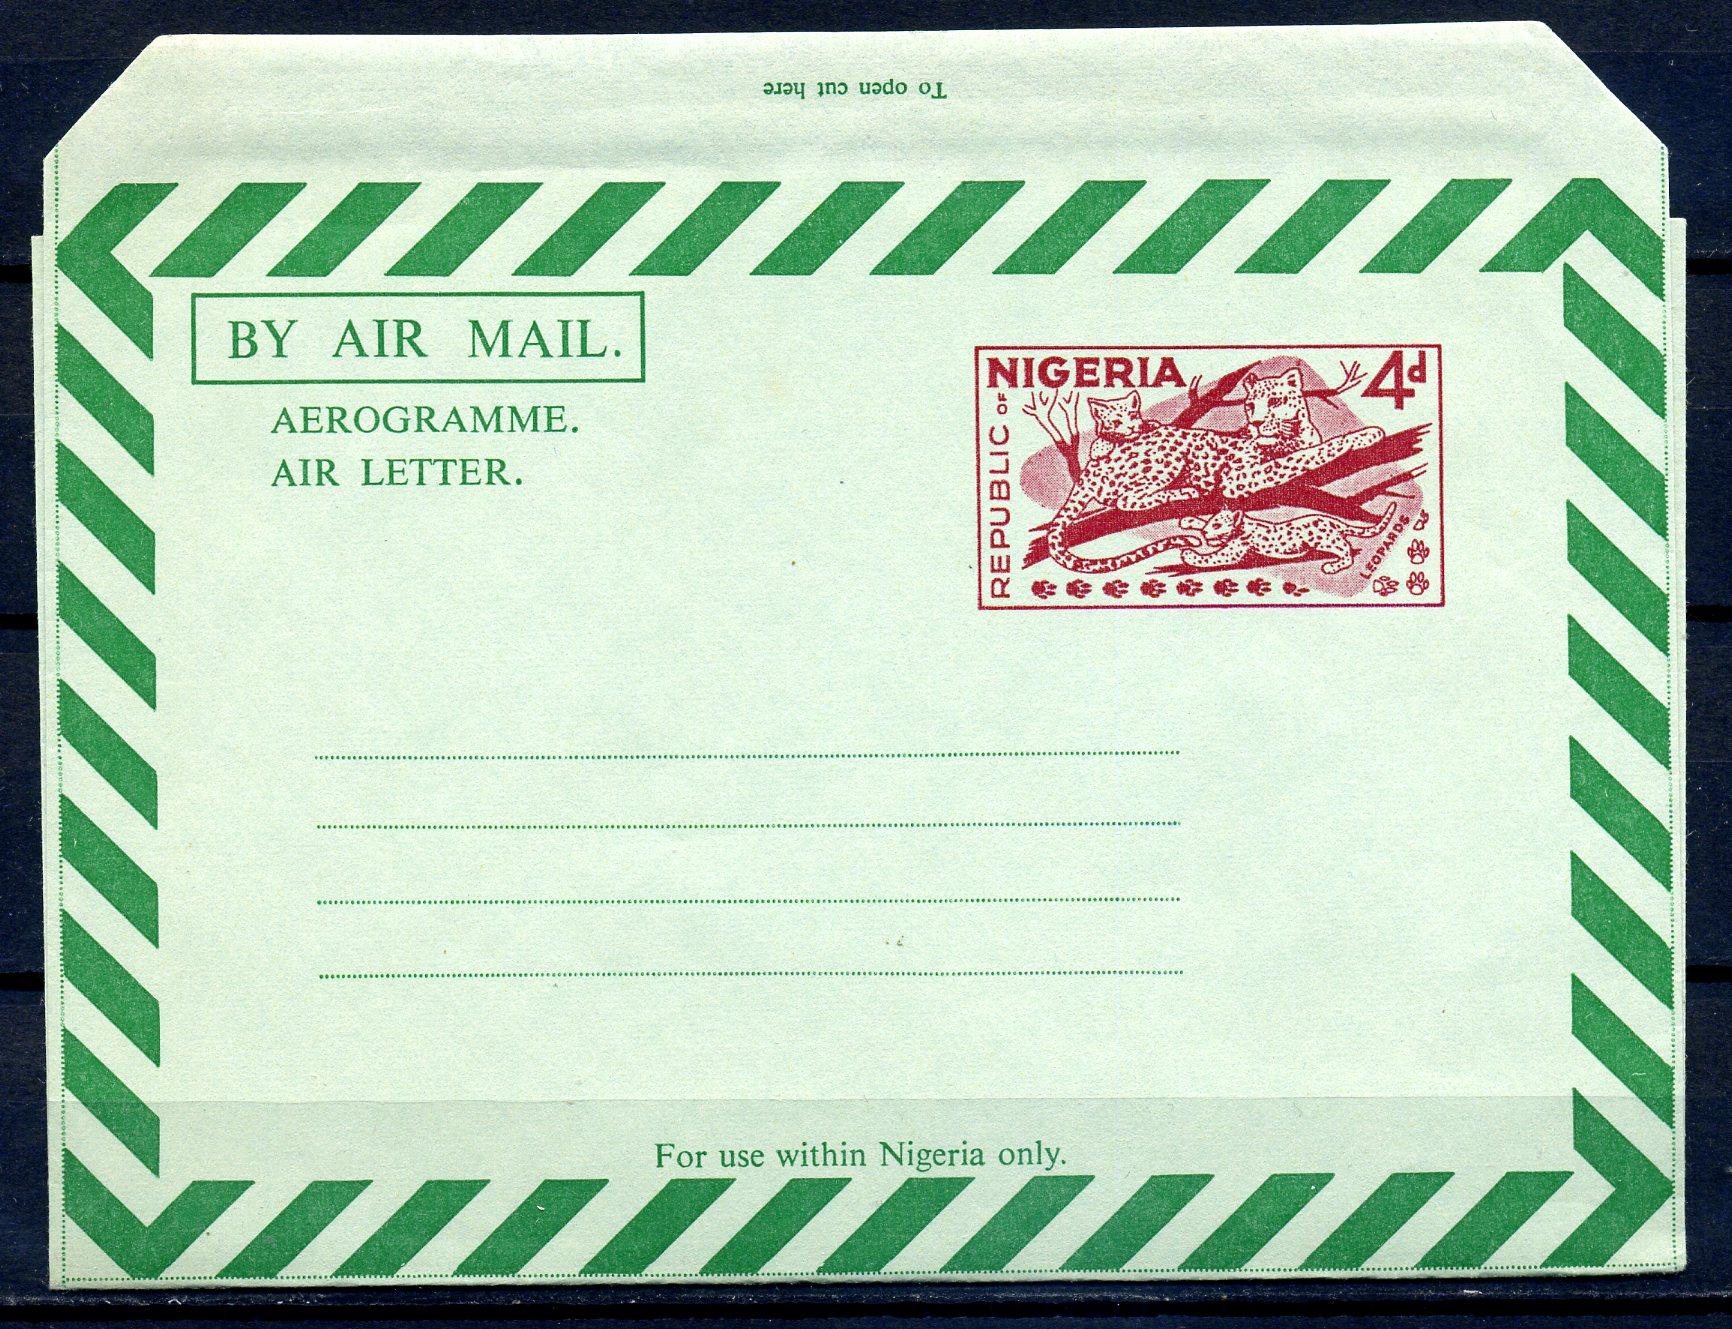 To open cut here
BY AIR MAIL.
AEROGRAMME.
AIR LETTER.
REPUBLIC OF
NIGERIA
4d
LEOPARDS
For use within Nigeria only.